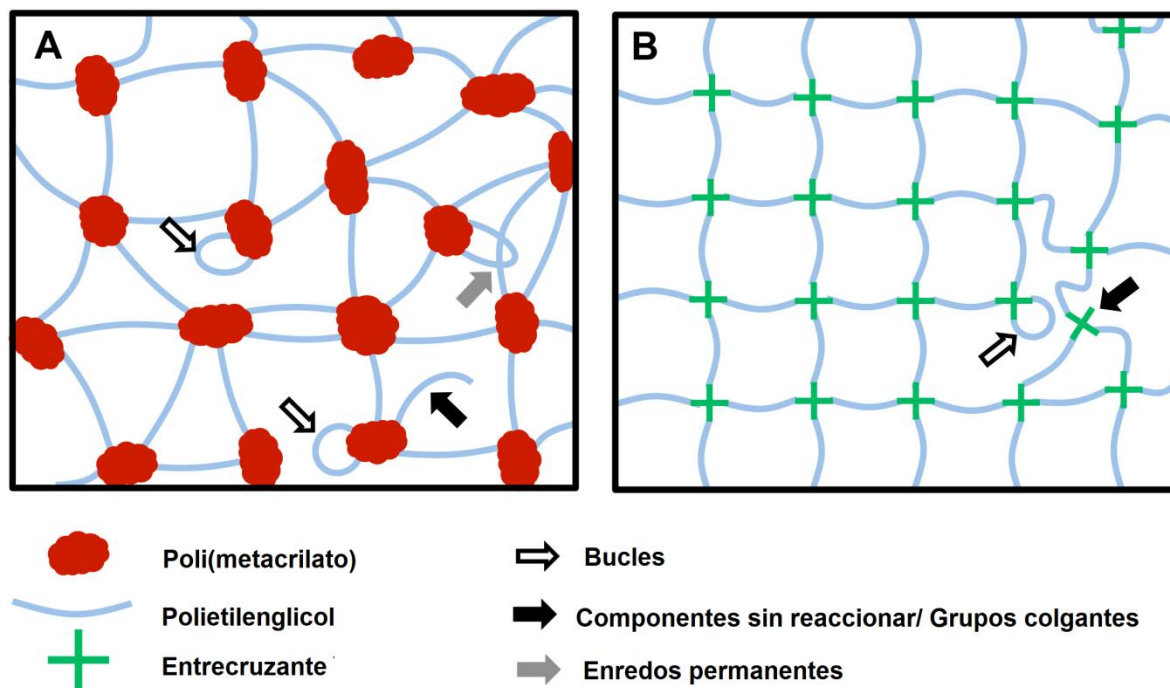 A
B
Poli(metacrilato)
Polietilenglicol
Entrecruzante
Bucles
Componentes sin reaccionar/ Grupos colgantes
Enredos permanentes